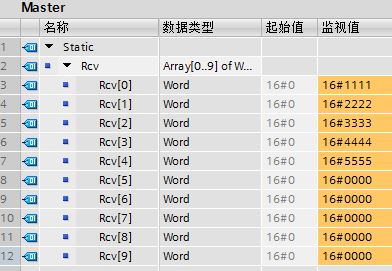 Master
名称 数据类型 起始值 监视值
1 Static
2 Rcv Array[0..9] of W...
3 Rcv[0] Word 16#0 16#1111
4 Rcv[1] Word 16#0 16#2222
5 Rcv[2] Word 16#0 16#3333
6 Rcv[3] Word 16#0 16#4444
7 Rcv[4] Word 16#0 16#5555
8 Rcv[5] Word 16#0 16#0000
9 Rcv[6] Word 16#0 16#0000
10 Rcv[7] Word 16#0 16#0000
11 Rcv[8] Word 16#0 16#0000
12 Rcv[9] Word 16#0 16#0000